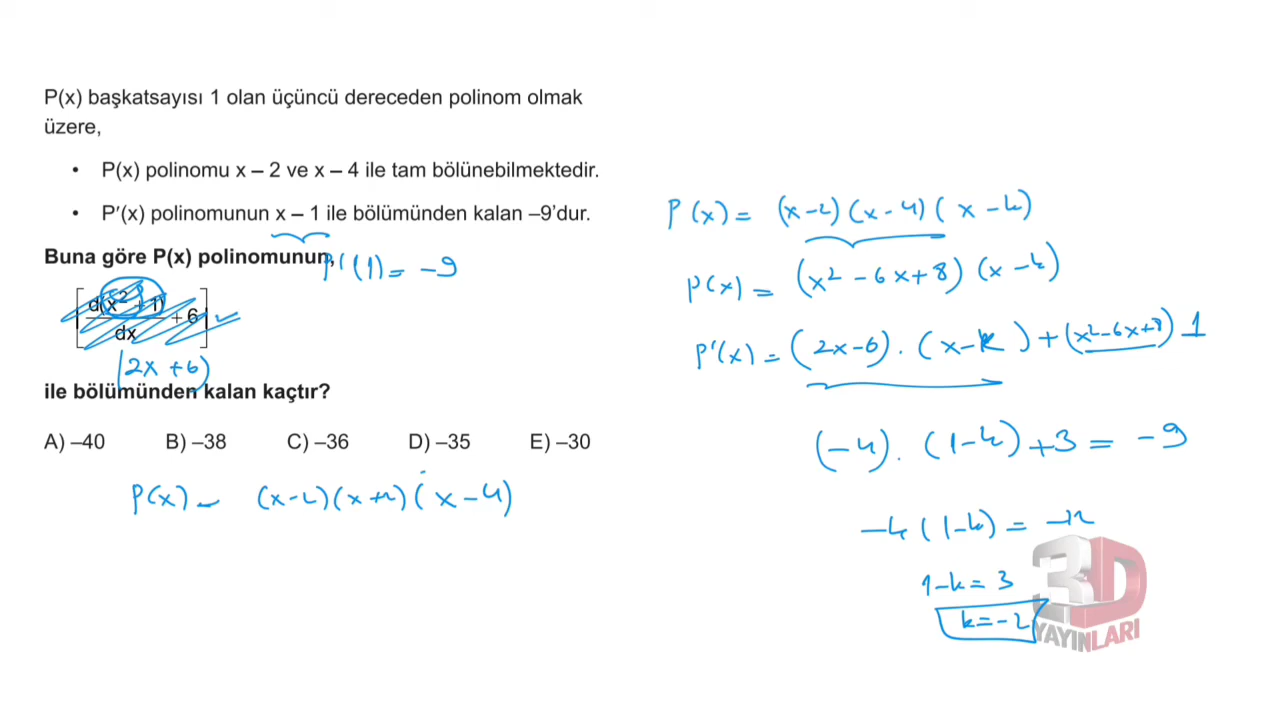 P(x) başkatsayısı 1 olan üçüncü dereceden polinom olmak
üzere,
• P(x) polinomu x – 2 ve x – 4 ile tam bölünebilmektedir.
• P′(x) polinomunun x – 1 ile bölümünden kalan –9’dur.
Buna göre P(x) polinomunun,
P'(1) = -9
[d(x² + 1)/dx + 6]
(2x + 6)
ile bölümünden kalan kaçtır?
A) –40 B) –38 C) –36 D) –35 E) –30
P(x) = (x-2)(x+2)(x-4)
P(x) = (x-2)(x-4)(x-k)
P(x) = (x² - 6x + 8)(x-k)
P'(x) = (2x-6).(x-k) + (x²-6x+8) 1
(-4).(1-k) + 3 = -9
-4(1-k) = -12
1-k = 3
k = -2
3D
YAYINLARI